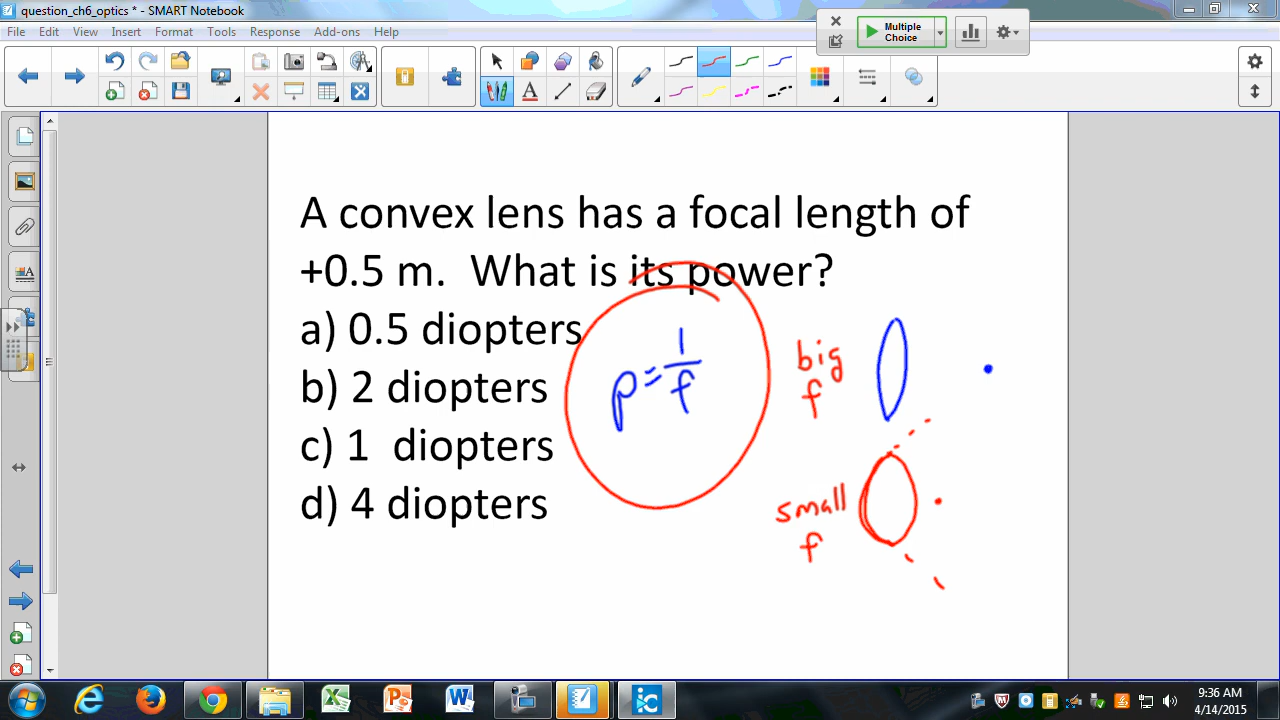 question_ch6_optics * - SMART Notebook
File Edit View Insert Format Tools Response Add-ons Help
Multiple
Choice
A convex lens has a focal length of
+0.5 m. What is its power?
a) 0.5 diopters
b) 2 diopters
c) 1 diopters
d) 4 diopters
P = 1/f
big
f
small
f
9:36 AM
4/14/2015